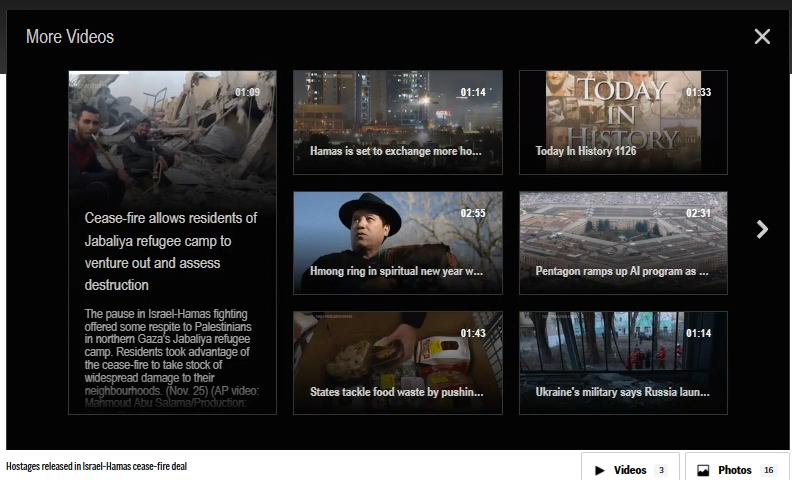 More Videos
01:09
Cease-fire allows residents of
Jabaliya refugee camp to
venture out and assess
destruction
The pause in Israel-Hamas fighting
offered some respite to Palestinians
in northern Gaza's Jabaliya refugee
camp. Residents took advantage of
the cease-fire to take stock of
widespread damage to their
neighbourhoods. (Nov. 25) (AP video:
Mahmoud Abu Salama/Production:
01:14
Hamas is set to exchange more ho...
TODAY
IN
HISTORY
01:33
Today In History 1126
02:55
Hmong ring in spiritual new year w...
02:31
Pentagon ramps up AI program as ...
01:43
States tackle food waste by pushin...
01:14
Ukraine's military says Russia laun...
Hostages released in Israel-Hamas cease-fire deal
Videos 3
Photos 16